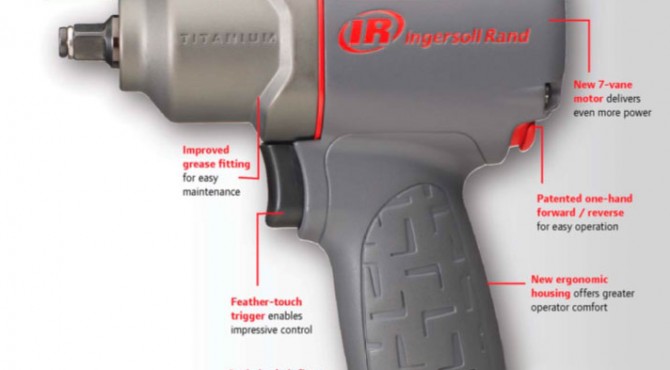 TITANIUM
IR Ingersoll Rand
New 7-vane
motor delivers
even more power
Improved
grease fitting
for easy
maintenance
Patented one-hand
forward / reverse
for easy operation
New ergonomic
housing offers greater
operator comfort
Feather-touch
trigger enables
impressive control